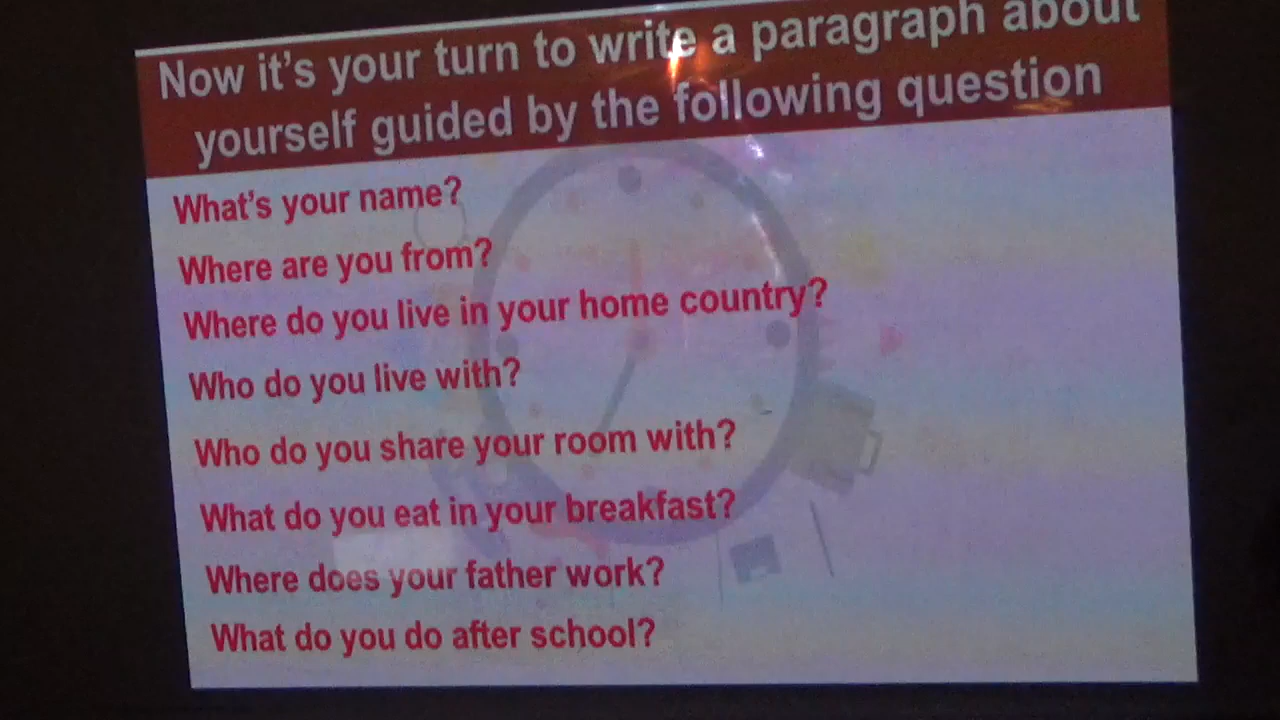 Now it's your turn to write a paragraph about
yourself guided by the following question
What's your name?
Where are you from?
Where do you live in your home country?
Who do you live with?
Who do you share your room with?
What do you eat in your breakfast?
Where does your father work?
What do you do after school?